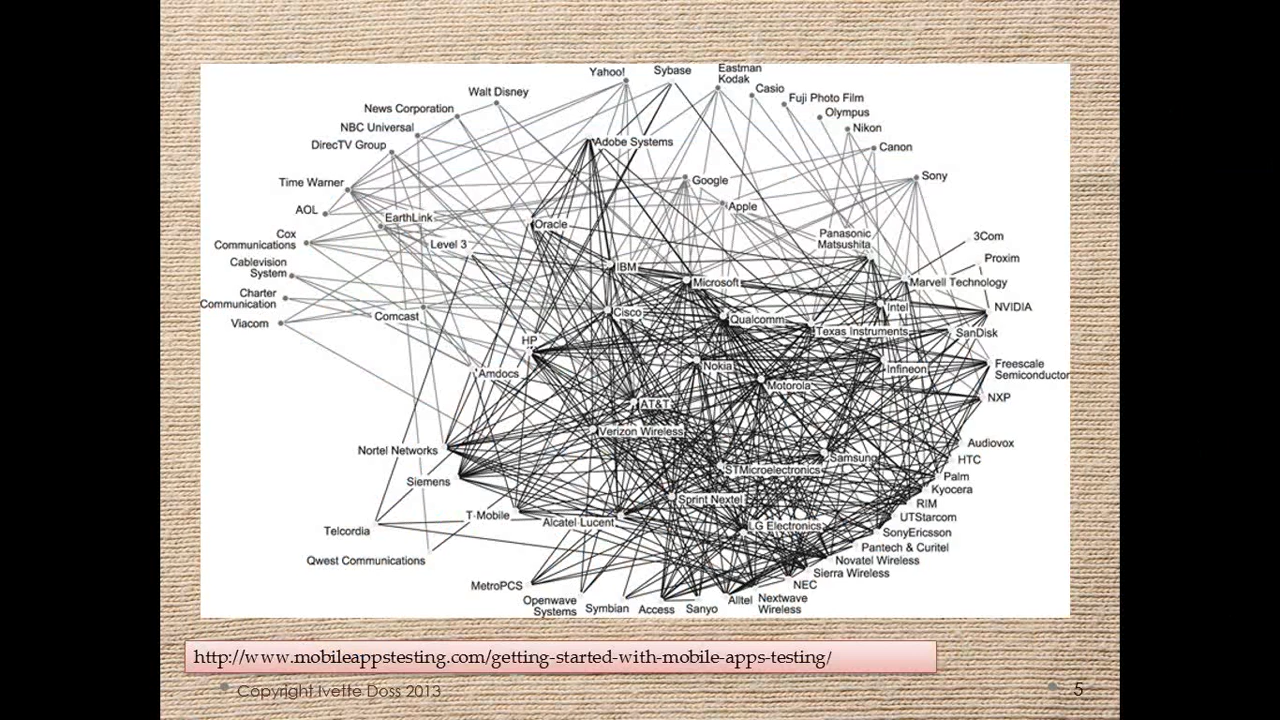 Yahoo!
Sybase
Eastman
Kodak
Casio
Walt Disney
Fuji Photo Film
News Corporation
Olympus
NBC Universal
Nikon
DirecTV Group
Adobe Systems
Canon
Time Warner
Google
Sony
AOL
Apple
EarthLink
Oracle
Cox
Communications
Level 3
Panasonic
Matsushita
3Com
Cablevision
System
IBM
Proxim
Microsoft
Marvell Technology
Charter
Communication
Intel
NVIDIA
Comcast
Cisco
Qualcomm
Viacom
Texas Instruments
SanDisk
HP
Nokia
Infineon
Freescale
Semiconductor
Amdocs
Motorola
NXP
AT&T
Verizon Wireless
Audiovox
Nortel Networks
Samsung
HTC
STMicroelectronics
Siemens
Palm
Kyocera
Sprint Nextel
RIM
T-Mobile
Alcatel Lucent
LG Electronics
UTStarcom
Telcordia
SonyEricsson
Pantech & Curitel
Qwest Communications
Novatel Wireless
Sierra Wireless
MetroPCS
NEC
Openwave
Systems
Symbian
Access
Sanyo
Alltel
Nextwave
Wireless
http://www.mobileappstesting.com/getting-started-with-mobile-apps-testing/
Copyright Ivette Doss 2013
5